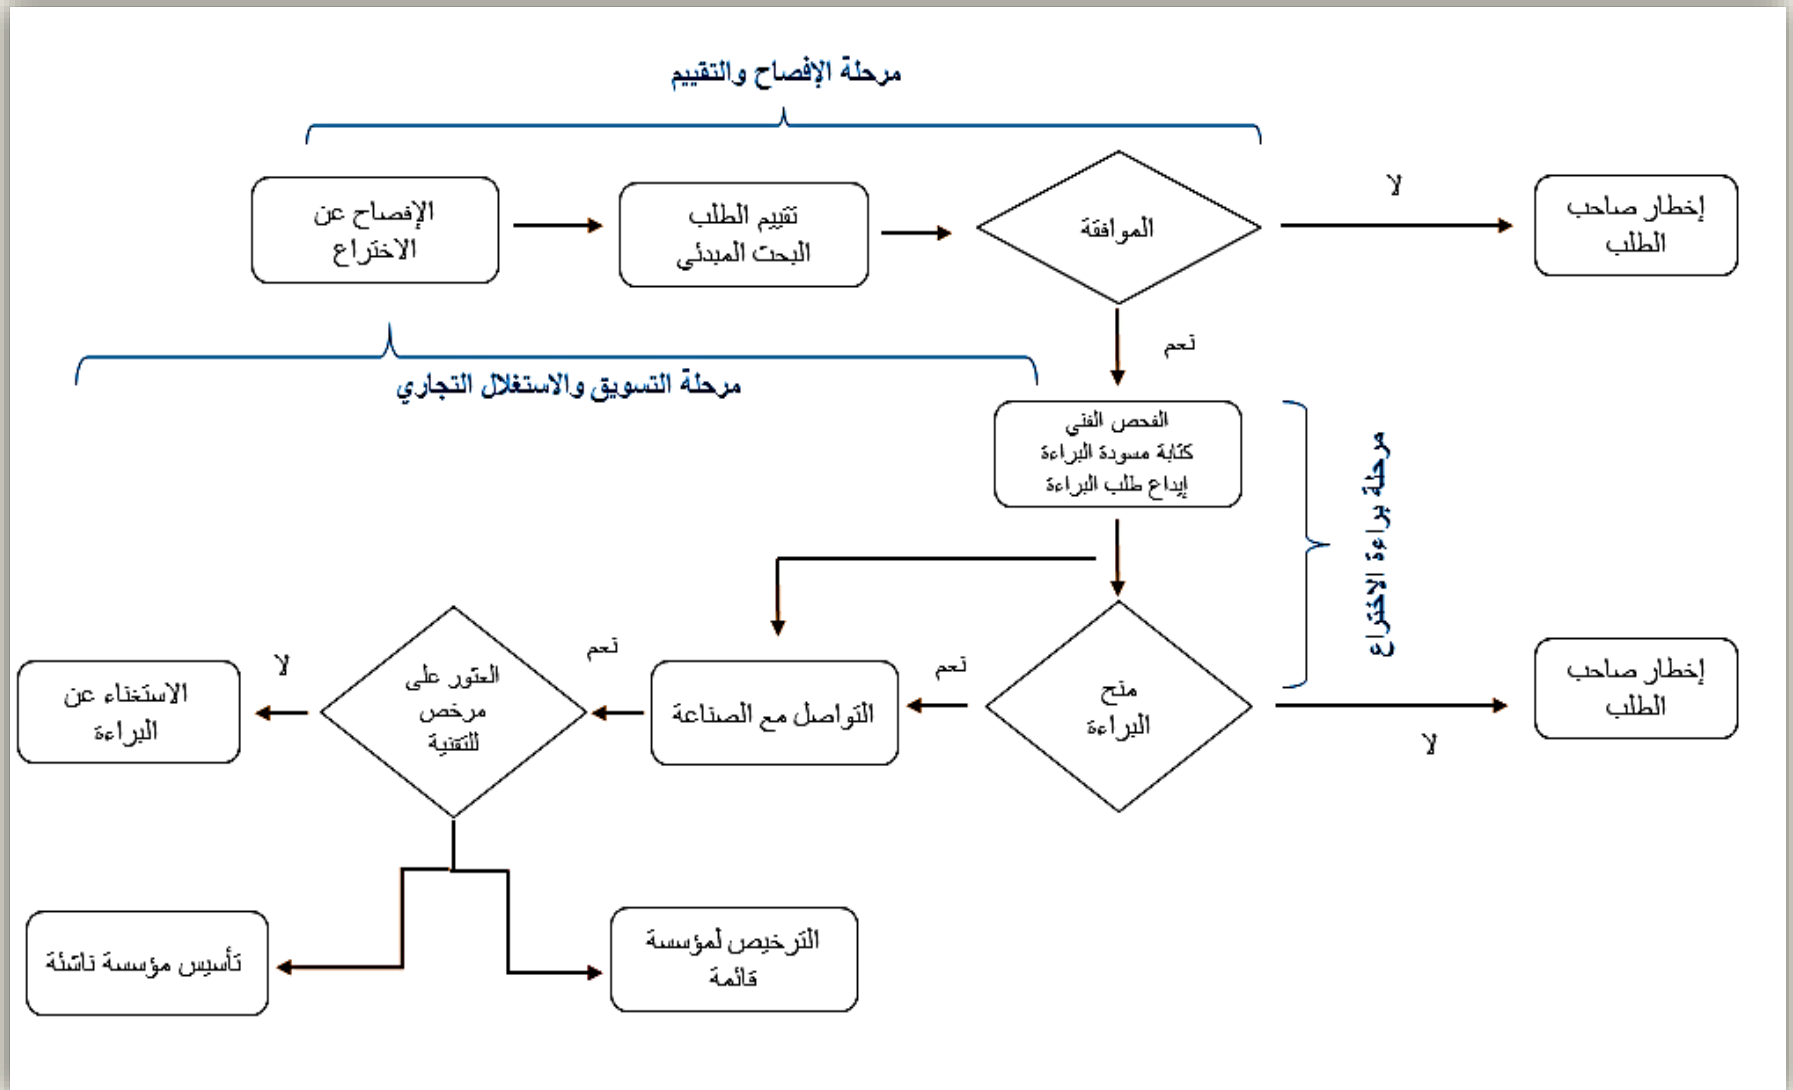 مرحلة الإفصاح والتقييم
الإفصاح عن
الاختراع
تقييم الطلب
البحث المبدئي
الموافقة
لا
إخطار صاحب
الطلب
نعم
مرحلة التسويق والاستغلال التجاري
الفحص الفني
كتابة مسودة البراءة
إيداع طلب البراءة
مرحلة براءة الاختراع
منح
البراءة
لا
إخطار صاحب
الطلب
نعم
التواصل مع الصناعة
نعم
العثور على
مرخص
للتقنية
لا
الاستغناء عن
البراءة
الترخيص لمؤسسة
قائمة
تأسيس مؤسسة ناشئة